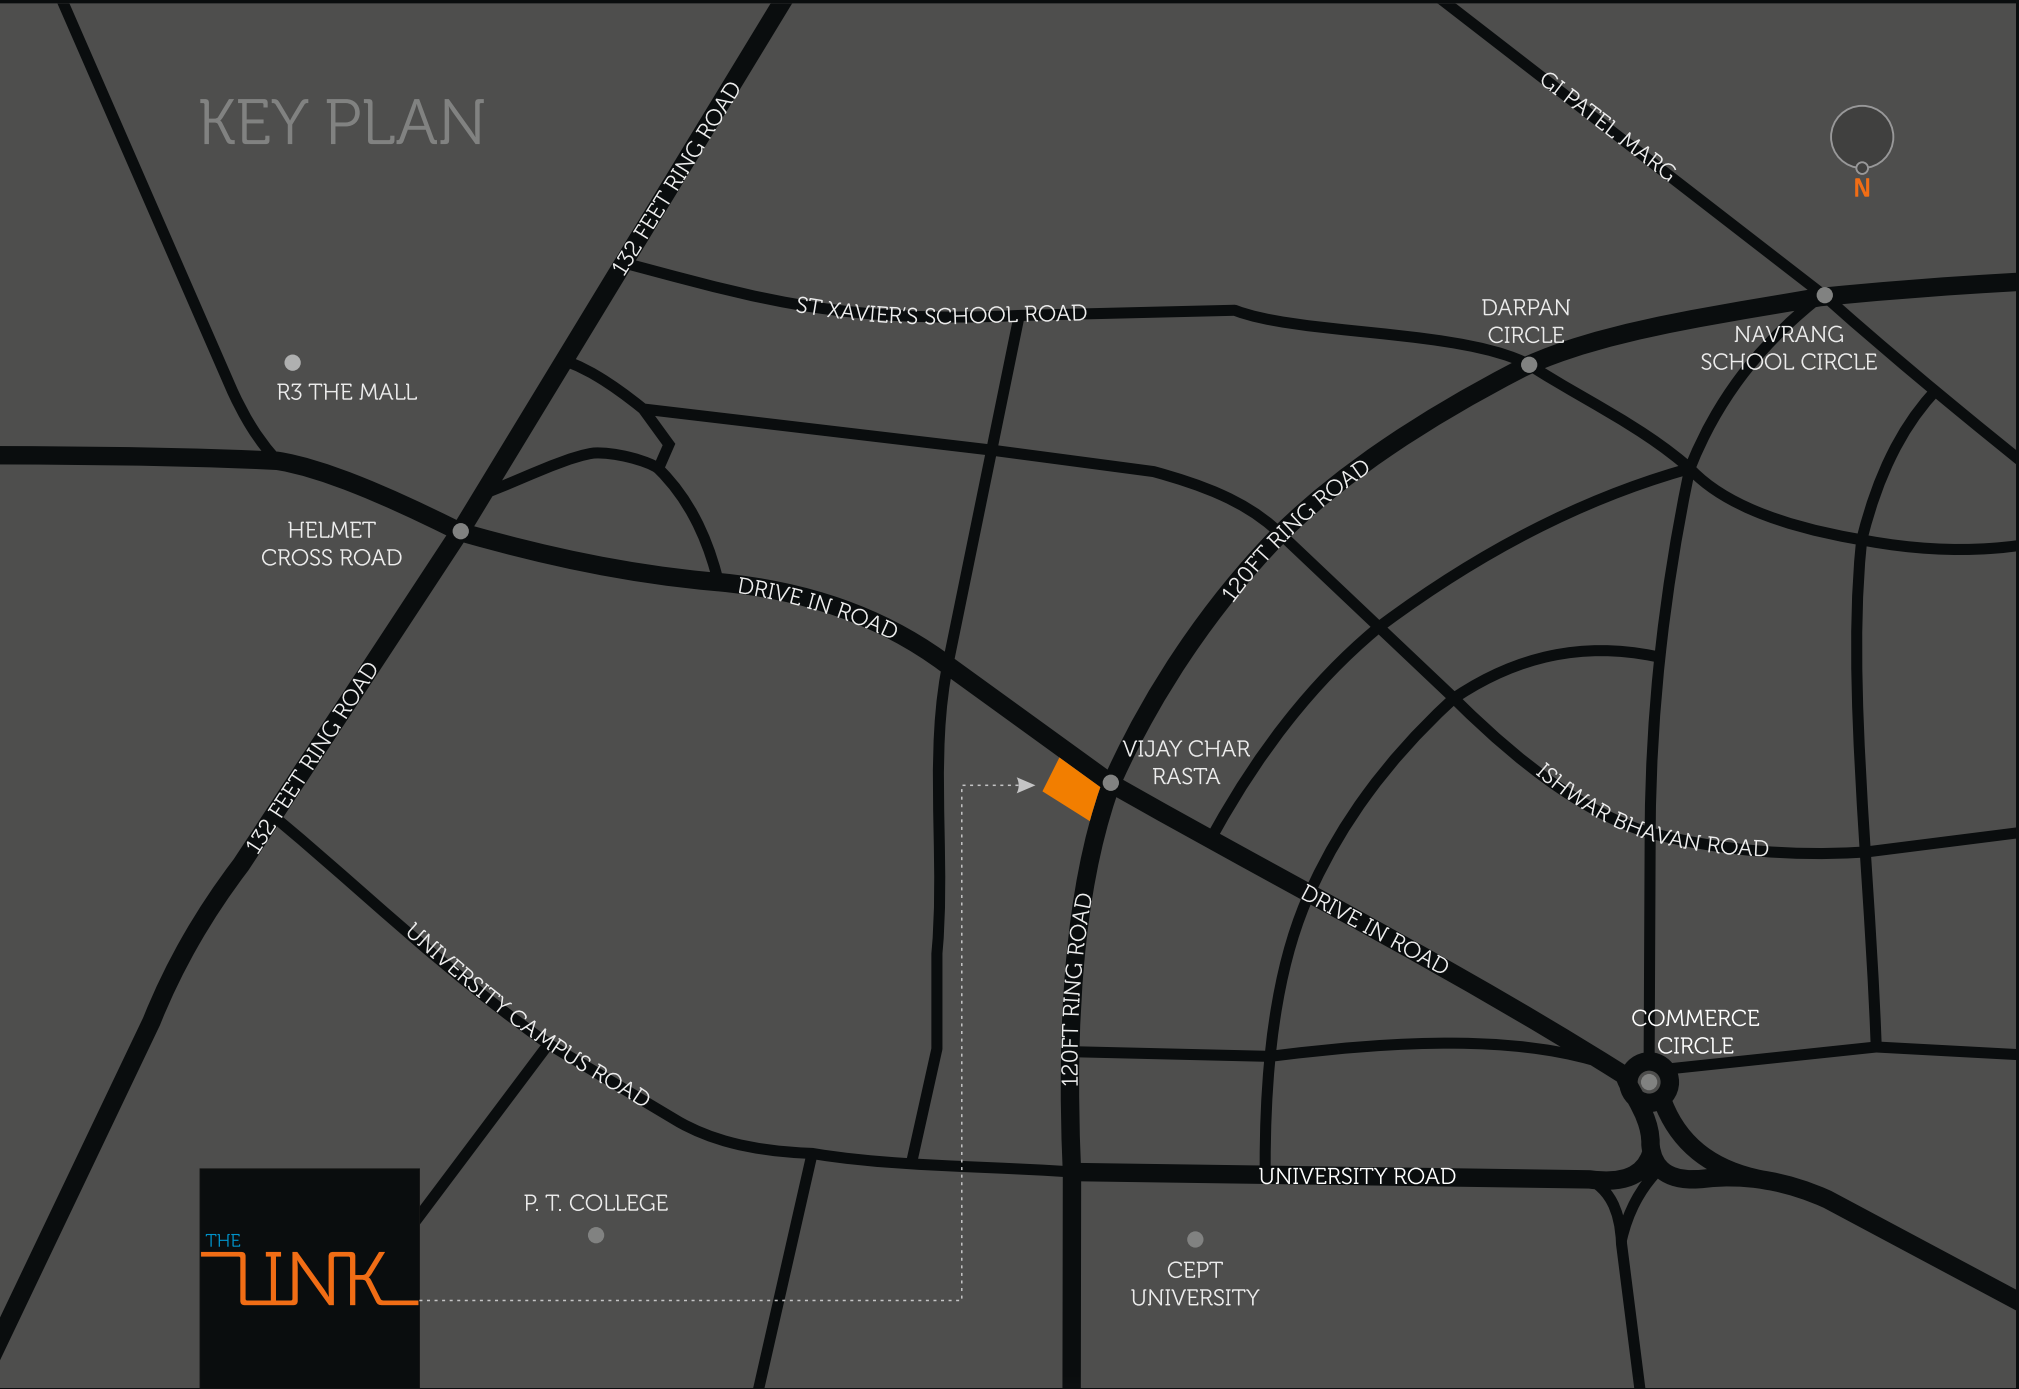 KEY PLAN
132 FEET RING ROAD
GI PATEL MARG
N
ST XAVIER'S SCHOOL ROAD
DARPAN
CIRCLE
NAVRANG
SCHOOL CIRCLE
R3 THE MALL
HELMET
CROSS ROAD
120FT RING ROAD
DRIVE IN ROAD
132 FEET RING ROAD
VIJAY CHAR
RASTA
ISHWAR BHAVAN ROAD
DRIVE IN ROAD
120FT RING ROAD
UNIVERSITY CAMPUS ROAD
COMMERCE
CIRCLE
UNIVERSITY ROAD
P. T. COLLEGE
CEPT
UNIVERSITY
THE
LINK